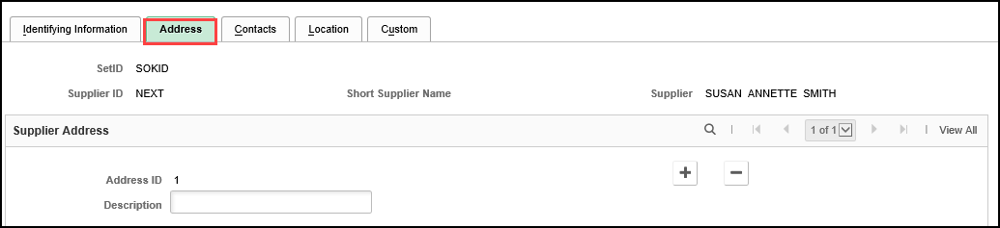 Identifying Information Address Contacts Location Custom
SetID SOKID
Supplier ID NEXT Short Supplier Name Supplier SUSAN ANNETTE SMITH
Supplier Address 1 of 1 View All
Address ID 1
Description